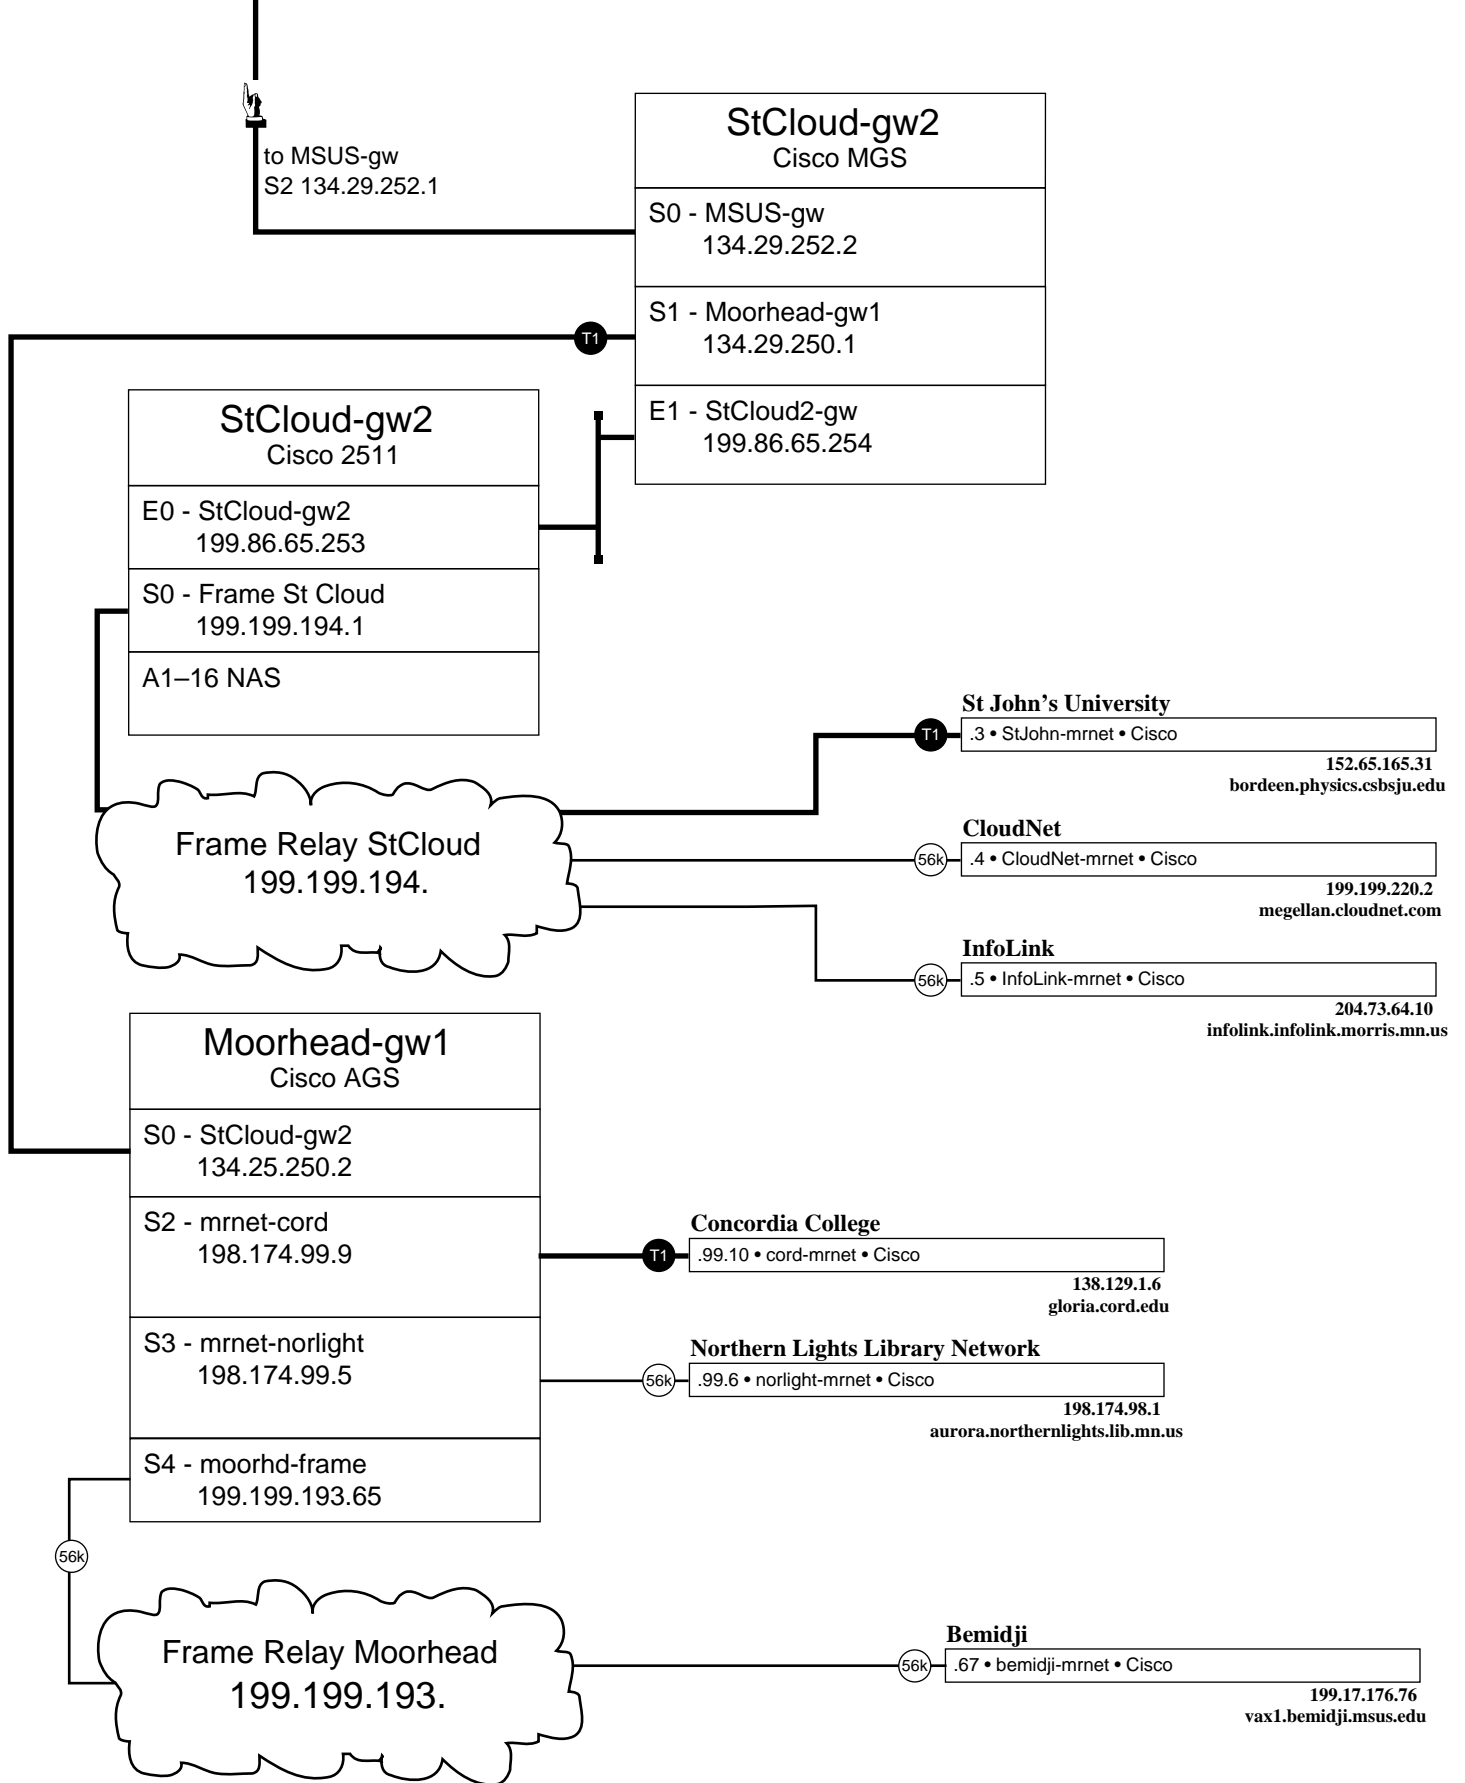 to MSUS-gw
S2 134.29.252.1
StCloud-gw2
Cisco MGS
S0 - MSUS-gw
134.29.252.2
S1 - Moorhead-gw1
134.29.250.1
E1 - StCloud2-gw
199.86.65.254
T1
StCloud-gw2
Cisco 2511
E0 - StCloud-gw2
199.86.65.253
S0 - Frame St Cloud
199.199.194.1
A1–16 NAS
Frame Relay StCloud
199.199.194.
St John’s University
T1
.3 • StJohn-mrnet • Cisco
152.65.165.31
bordeen.physics.csbsju.edu
CloudNet
56k
.4 • CloudNet-mrnet • Cisco
199.199.220.2
megellan.cloudnet.com
InfoLink
56k
.5 • InfoLink-mrnet • Cisco
204.73.64.10
infolink.infolink.morris.mn.us
Moorhead-gw1
Cisco AGS
S0 - StCloud-gw2
134.25.250.2
S2 - mrnet-cord
198.174.99.9
S3 - mrnet-norlight
198.174.99.5
S4 - moorhd-frame
199.199.193.65
Concordia College
T1
.99.10 • cord-mrnet • Cisco
138.129.1.6
gloria.cord.edu
Northern Lights Library Network
56k
.99.6 • norlight-mrnet • Cisco
198.174.98.1
aurora.northernlights.lib.mn.us
56k
Frame Relay Moorhead
199.199.193.
Bemidji
56k
.67 • bemidji-mrnet • Cisco
199.17.176.76
vax1.bemidji.msus.edu